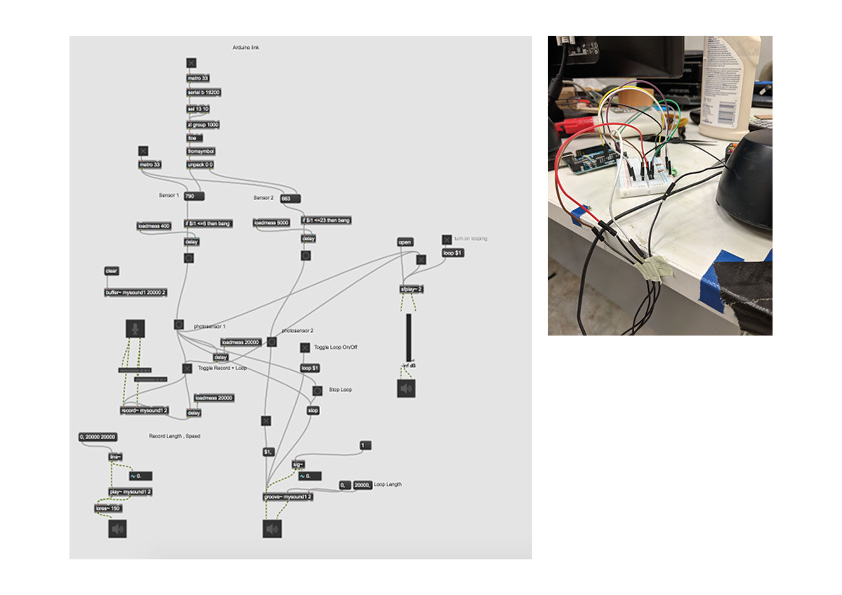 Arduino link
metro 33
serial b 19200
sel 13 10
zl group 1000
itoa
fromsymbol
metro 33
unpack 0 0
Sensor 1
790
Sensor 2
663
loadmess 400
if $i1 <=6 then bang
loadmess 5000
if $i1 <=23 then bang
delay
delay
open
turn on looping
loop $1
clear
sfplay~ 2
buffer~ mysound1 20000 2
photosensor 1
photosensor 2
loadmess 20000
Toggle Loop On/Off
delay
-inf dB
Toggle Record + Loop
loop $1
Stop Loop
loadmess 20000
record~ mysound1 2
delay
stop
0, 20000 20000
Record Length , Speed
1
$1.
line~
sig~
~ 0.
~ 0.
play~ mysound1 2
0,
20000,
Loop Length
groove~ mysound1 2
lores~ 150